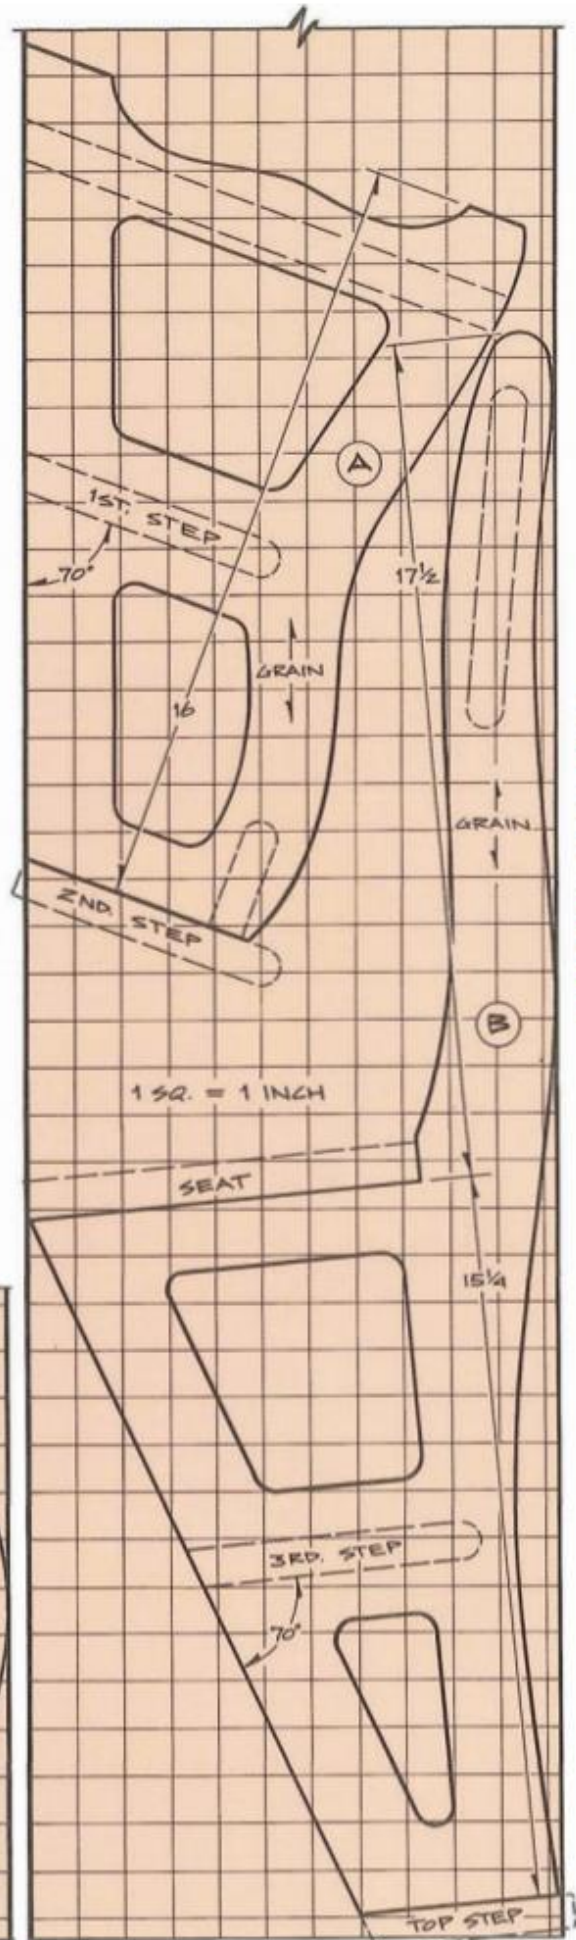 A
1ST. STEP
70°
17½
GRAIN
16
GRAIN
2ND. STEP
B
1 SQ. = 1 INCH
SEAT
15¼
3RD. STEP
70°
TOP STEP